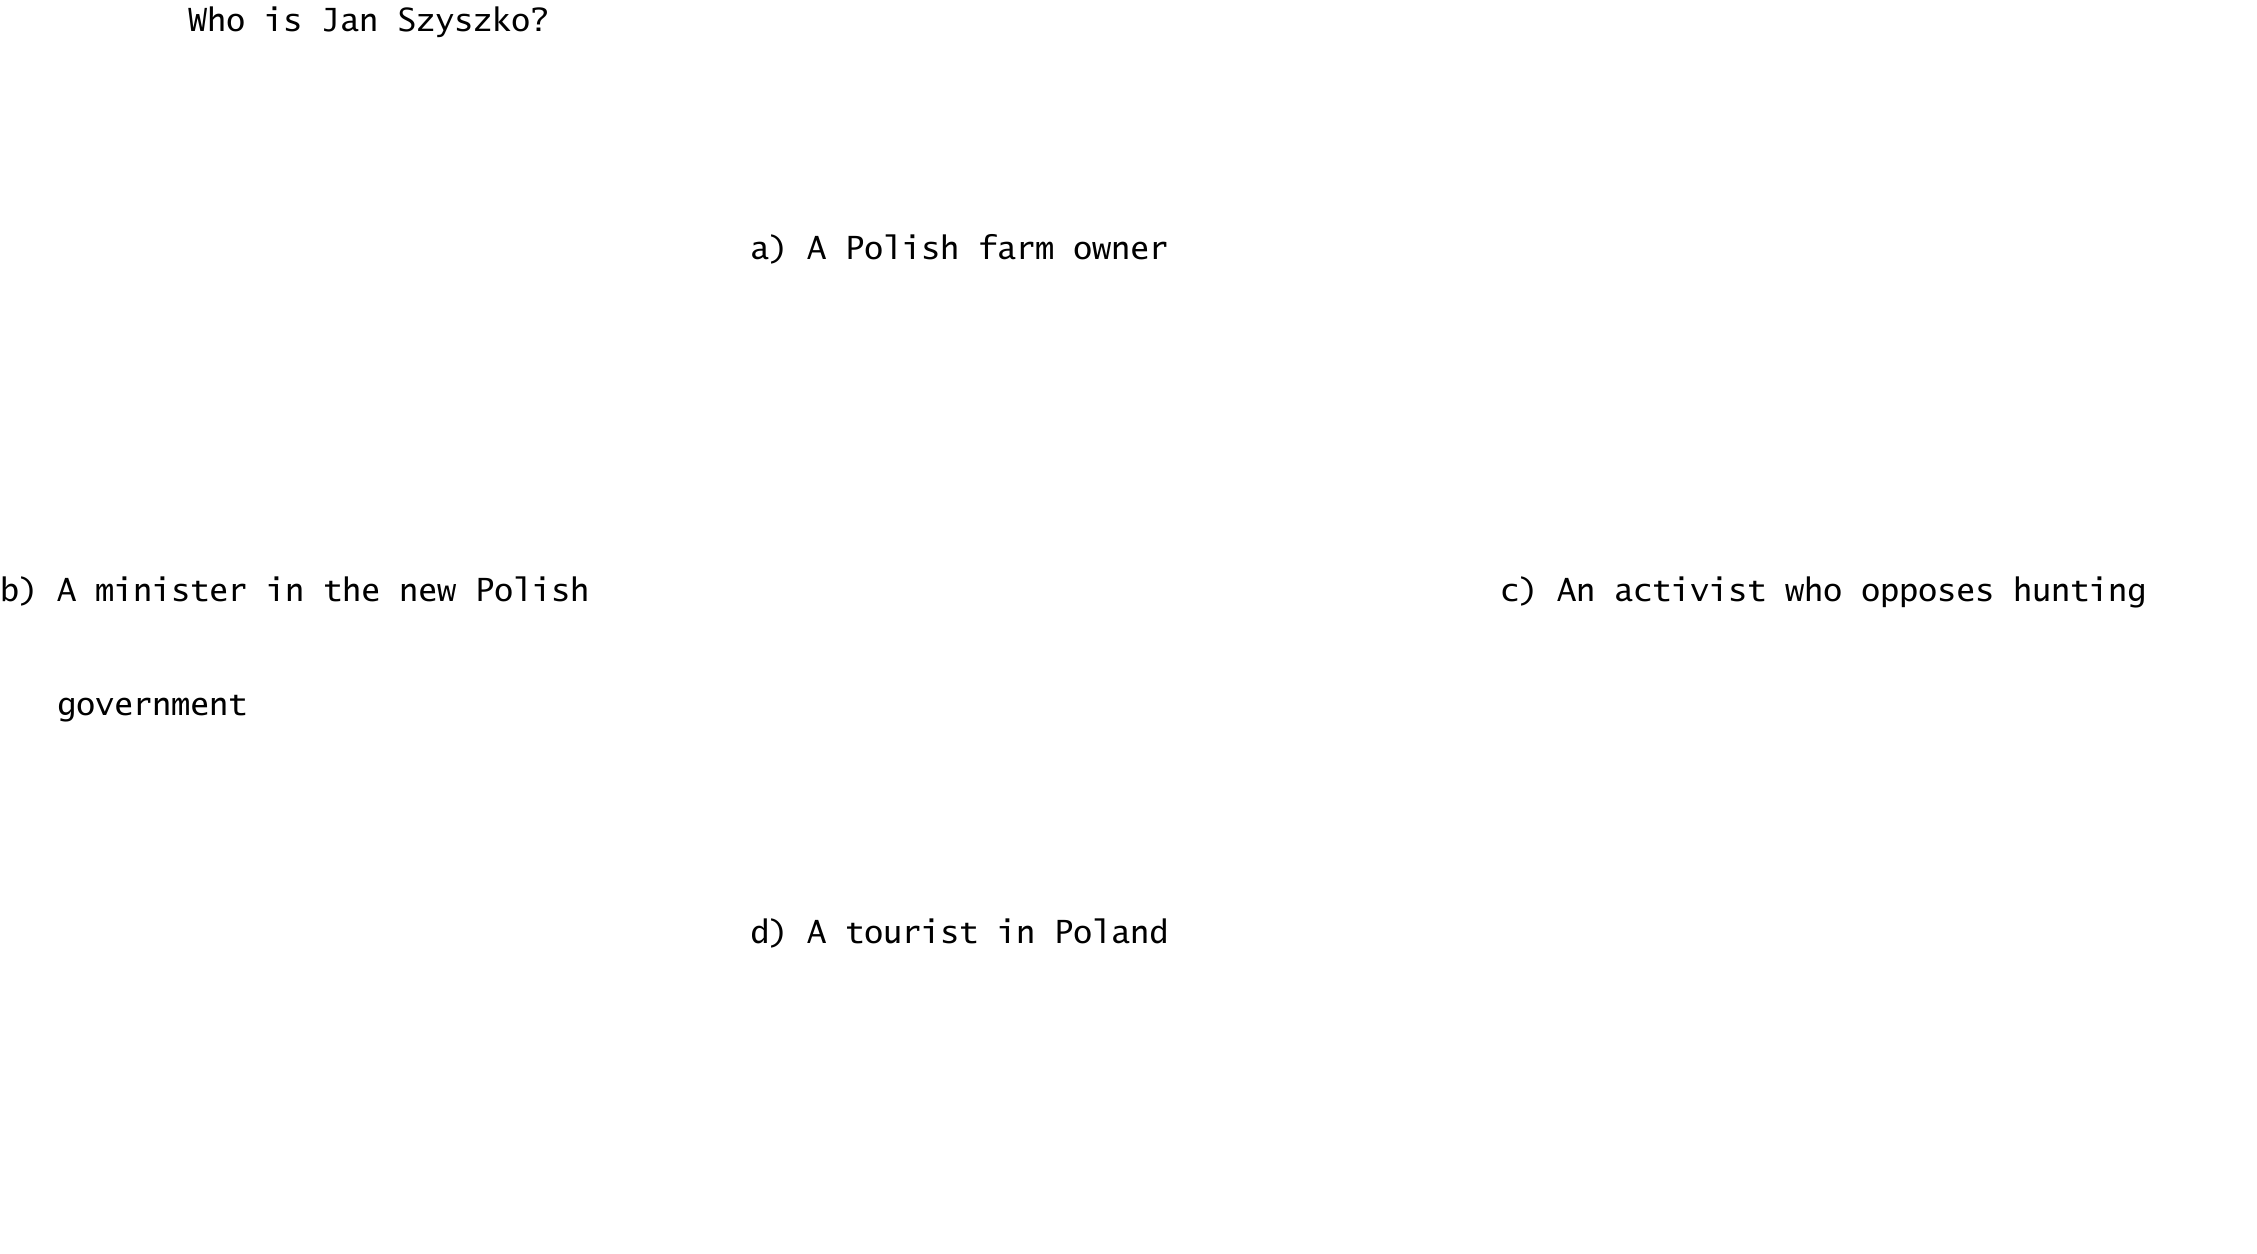 Who is Jan Szyszko?
a) A Polish farm owner
b) A minister in the new Polish
government
c) An activist who opposes hunting
d) A tourist in Poland